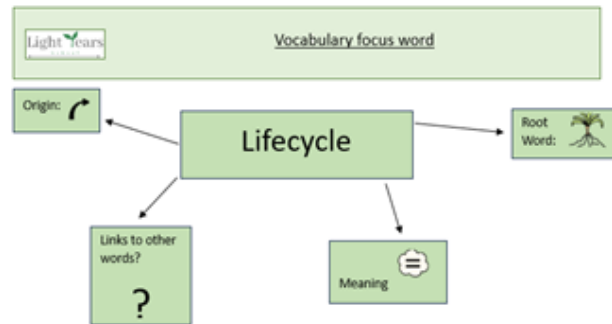 Light Years
Vocabulary focus word
Origin:
Lifecycle
Root
Word:
Links to other
words?
?
=
Meaning